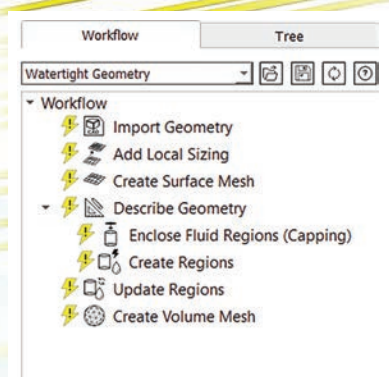 Workflow Tree
Watertight Geometry
Workflow
Import Geometry
Add Local Sizing
Create Surface Mesh
Describe Geometry
Enclose Fluid Regions (Capping)
Create Regions
Update Regions
Create Volume Mesh